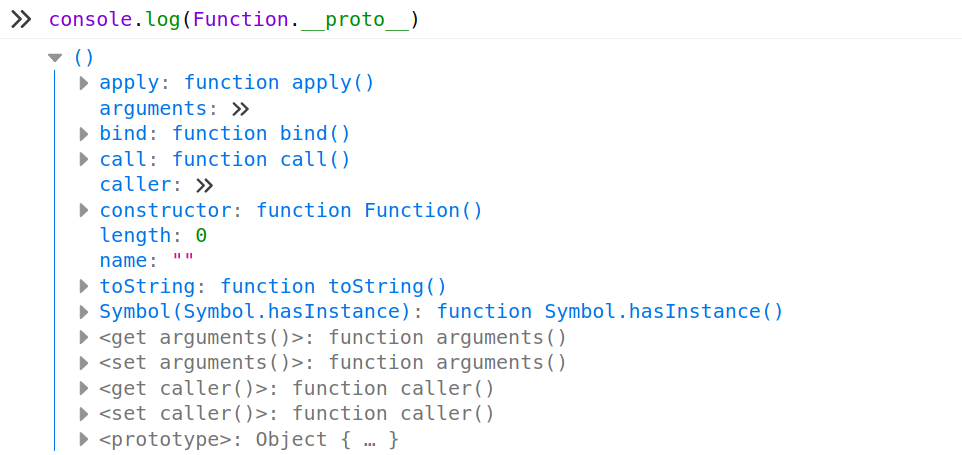 console.log(Function.__proto__)
()
apply: function apply()
arguments: >>
bind: function bind()
call: function call()
caller: >>
constructor: function Function()
length: 0
name: ""
toString: function toString()
Symbol(Symbol.hasInstance): function Symbol.hasInstance()
<get arguments()>: function arguments()
<set arguments()>: function arguments()
<get caller()>: function caller()
<set caller()>: function caller()
<prototype>: Object { … }